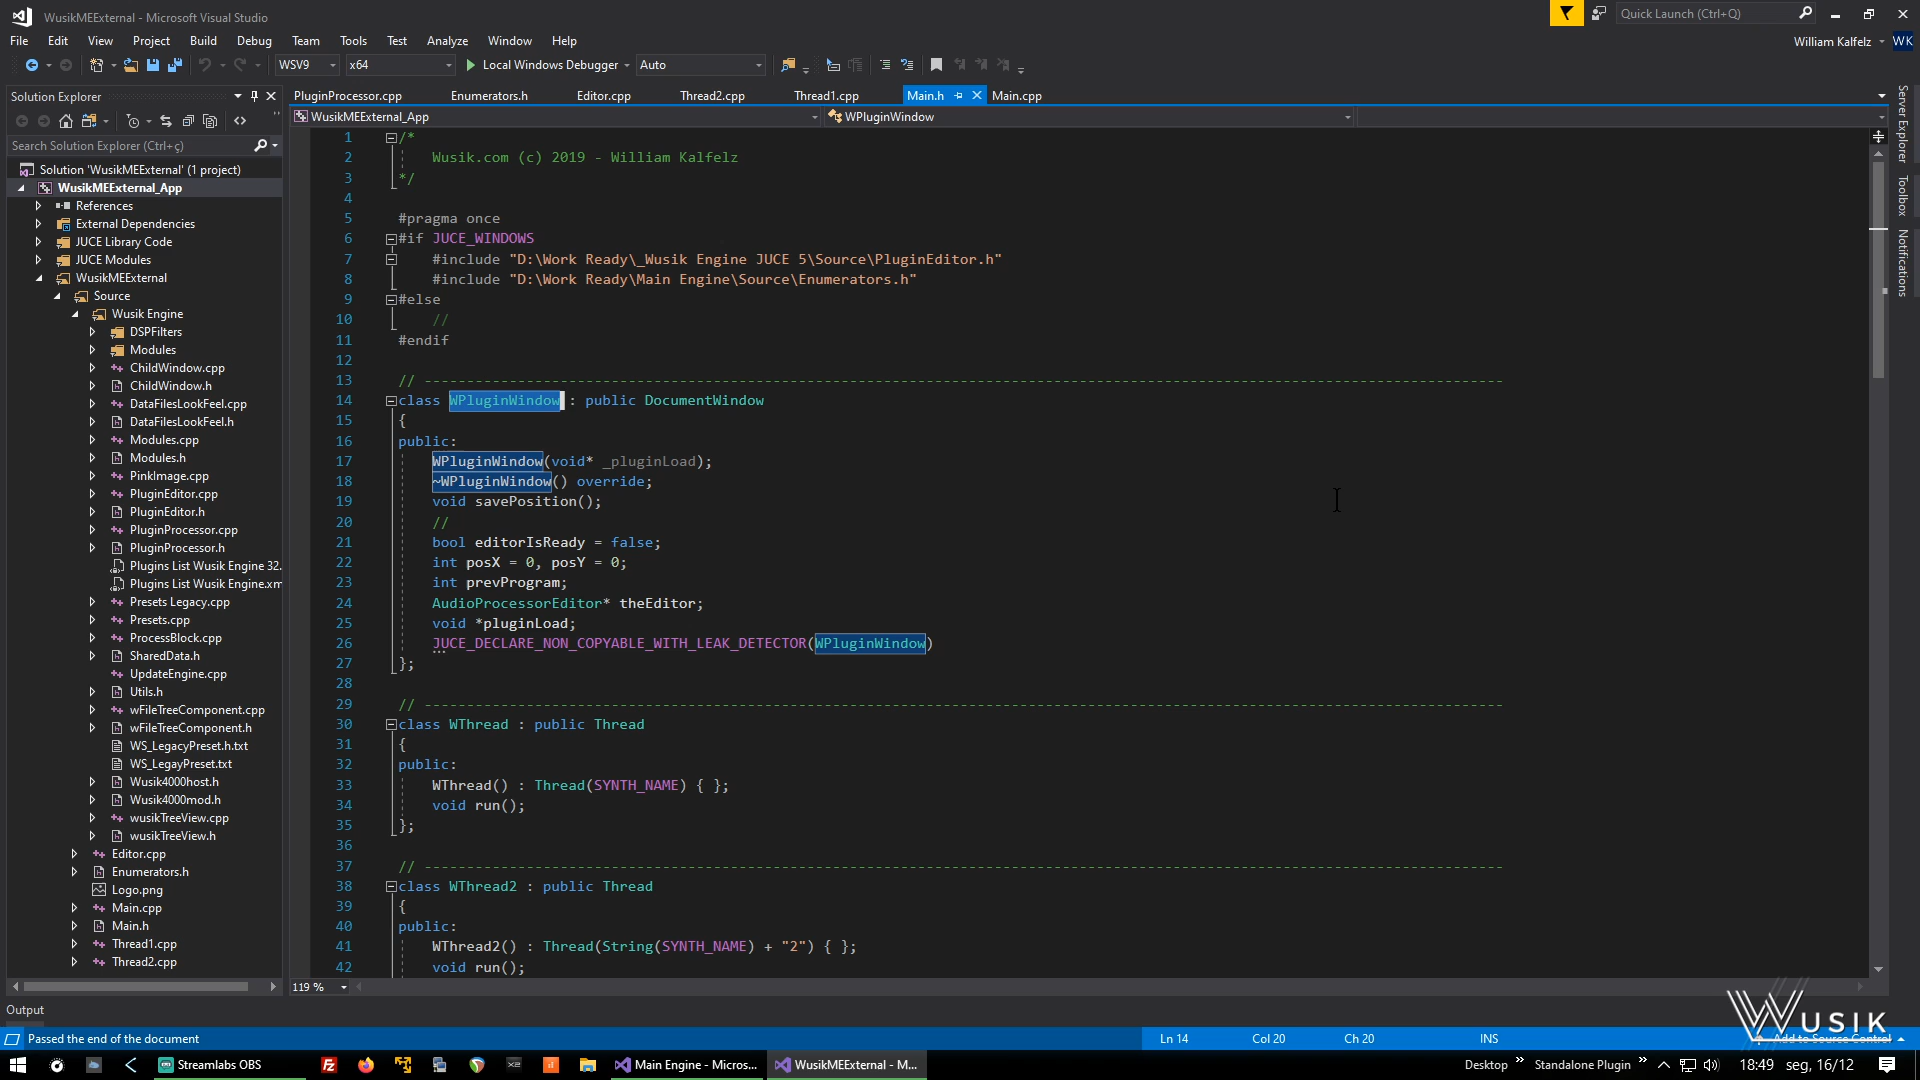 WusikMEExternal - Microsoft Visual Studio
Quick Launch (Ctrl+Q)
File Edit View Project Build Debug Team Tools Test Analyze Window Help
William Kalfelz WK
WSV9 x64 Local Windows Debugger Auto
Solution Explorer
Search Solution Explorer (Ctrl+ç)
Solution 'WusikMEExternal' (1 project)
WusikMEExternal_App
References
External Dependencies
JUCE Library Code
JUCE Modules
WusikMEExternal
Source
Wusik Engine
DSPFilters
Modules
ChildWindow.cpp
ChildWindow.h
DataFilesLookFeel.cpp
DataFilesLookFeel.h
Modules.cpp
Modules.h
PinkImage.cpp
PluginEditor.cpp
PluginEditor.h
PluginProcessor.cpp
PluginProcessor.h
Plugins List Wusik Engine 32.
Plugins List Wusik Engine.xm
Presets Legacy.cpp
Presets.cpp
ProcessBlock.cpp
SharedData.h
UpdateEngine.cpp
Utils.h
wFileTreeComponent.cpp
wFileTreeComponent.h
WS_LegacyPreset.h.txt
WS_LegayPreset.txt
Wusik4000host.h
Wusik4000mod.h
wusikTreeView.cpp
wusikTreeView.h
Editor.cpp
Enumerators.h
Logo.png
Main.cpp
Main.h
Thread1.cpp
Thread2.cpp
PluginProcessor.cpp Enumerators.h Editor.cpp Thread2.cpp Thread1.cpp Main.h Main.cpp
WusikMEExternal_App WPluginWindow
1 /*
2 Wusik.com (c) 2019 - William Kalfelz
3 */
4
5 #pragma once
6 #if JUCE_WINDOWS
7 #include "D:\Work Ready\_Wusik Engine JUCE 5\Source\PluginEditor.h"
8 #include "D:\Work Ready\Main Engine\Source\Enumerators.h"
9 #else
10 //
11 #endif
12
13 // -------------------------------------------------------------------------------------------------------------------------------
14 class WPluginWindow : public DocumentWindow
15 {
16 public:
17 WPluginWindow(void* _pluginLoad);
18 ~WPluginWindow() override;
19 void savePosition();
20 //
21 bool editorIsReady = false;
22 int posX = 0, posY = 0;
23 int prevProgram;
24 AudioProcessorEditor* theEditor;
25 void *pluginLoad;
26 JUCE_DECLARE_NON_COPYABLE_WITH_LEAK_DETECTOR(WPluginWindow)
27 };
28
29 // -------------------------------------------------------------------------------------------------------------------------------
30 class WThread : public Thread
31 {
32 public:
33 WThread() : Thread(SYNTH_NAME) { };
34 void run();
35 };
36
37 // -------------------------------------------------------------------------------------------------------------------------------
38 class WThread2 : public Thread
39 {
40 public:
41 WThread2() : Thread(String(SYNTH_NAME) + "2") { };
42 void run();
119 %
Server Explorer
Toolbox
Notifications
Output
Passed the end of the document Ln 14 Col 20 Ch 20 INS Add to Source Control
WUSIK
Streamlabs OBS Main Engine - Micros... WusikMEExternal - M... Desktop Standalone Plugin 18:49 seg, 16/12